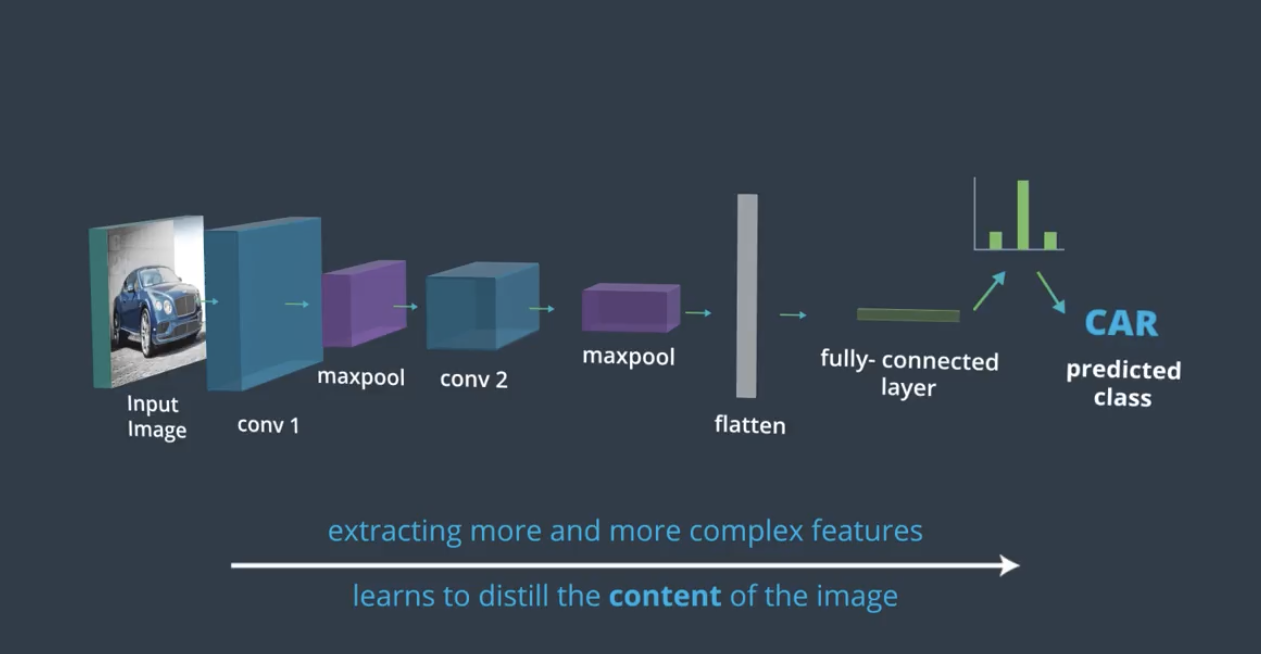 Input
Image
conv 1
maxpool
conv 2
maxpool
flatten
fully- connected
layer
CAR
predicted
class
extracting more and more complex features
learns to distill the content of the image